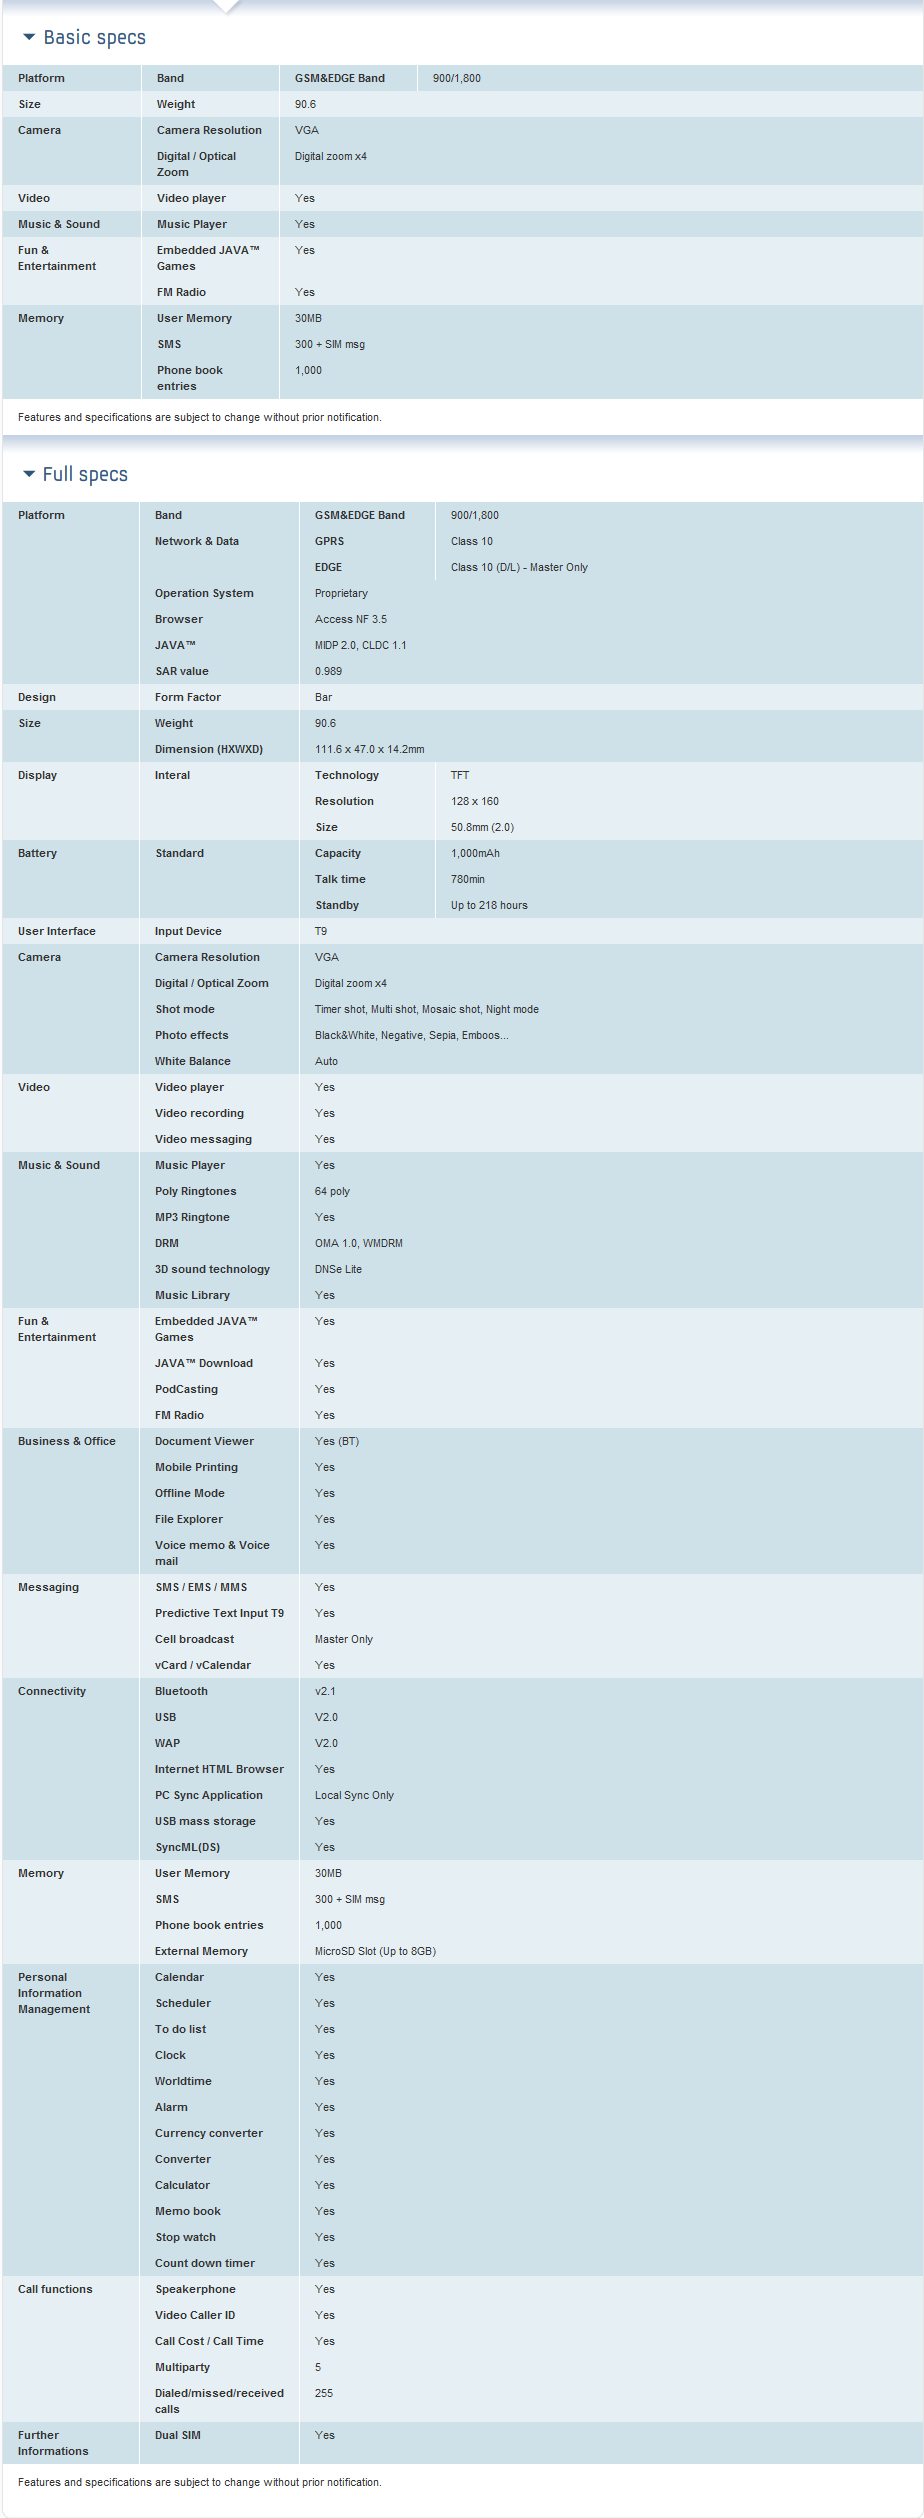 Basic specs
Platform Band GSM&EDGE Band 900/1,800
Size Weight 90.6
Camera Camera Resolution VGA
Digital / Optical Digital zoom x4
Zoom
Video Video player Yes
Music & Sound Music Player Yes
Fun & Embedded JAVA™ Yes
Entertainment Games
FM Radio Yes
Memory User Memory 30MB
SMS 300 + SIM msg
Phone book 1,000
entries
Features and specifications are subject to change without prior notification.
Full specs
Platform Band GSM&EDGE Band 900/1,800
Network & Data GPRS Class 10
EDGE Class 10 (D/L) - Master Only
Operation System Proprietary
Browser Access NF 3.5
JAVA™ MIDP 2.0, CLDC 1.1
SAR value 0.989
Design Form Factor Bar
Size Weight 90.6
Dimension (HXWXD) 111.6 x 47.0 x 14.2mm
Display Interal Technology TFT
Resolution 128 x 160
Size 50.8mm (2.0)
Battery Standard Capacity 1,000mAh
Talk time 780min
Standby Up to 218 hours
User Interface Input Device T9
Camera Camera Resolution VGA
Digital / Optical Zoom Digital zoom x4
Shot mode Timer shot, Multi shot, Mosaic shot, Night mode
Photo effects Black&White, Negative, Sepia, Emboos...
White Balance Auto
Video Video player Yes
Video recording Yes
Video messaging Yes
Music & Sound Music Player Yes
Poly Ringtones 64 poly
MP3 Ringtone Yes
DRM OMA 1.0, WMDRM
3D sound technology DNSe Lite
Music Library Yes
Fun & Embedded JAVA™ Yes
Entertainment Games
JAVA™ Download Yes
PodCasting Yes
FM Radio Yes
Business & Office Document Viewer Yes (BT)
Mobile Printing Yes
Offline Mode Yes
File Explorer Yes
Voice memo & Voice Yes
mail
Messaging SMS / EMS / MMS Yes
Predictive Text Input T9 Yes
Cell broadcast Master Only
vCard / vCalendar Yes
Connectivity Bluetooth v2.1
USB V2.0
WAP V2.0
Internet HTML Browser Yes
PC Sync Application Local Sync Only
USB mass storage Yes
SyncML(DS) Yes
Memory User Memory 30MB
SMS 300 + SIM msg
Phone book entries 1,000
External Memory MicroSD Slot (Up to 8GB)
Personal Calendar Yes
Information Scheduler Yes
Management
To do list Yes
Clock Yes
Worldtime Yes
Alarm Yes
Currency converter Yes
Converter Yes
Calculator Yes
Memo book Yes
Stop watch Yes
Count down timer Yes
Call functions Speakerphone Yes
Video Caller ID Yes
Call Cost / Call Time Yes
Multiparty 5
Dialed/missed/received 255
calls
Further Dual SIM Yes
Informations
Features and specifications are subject to change without prior notification.